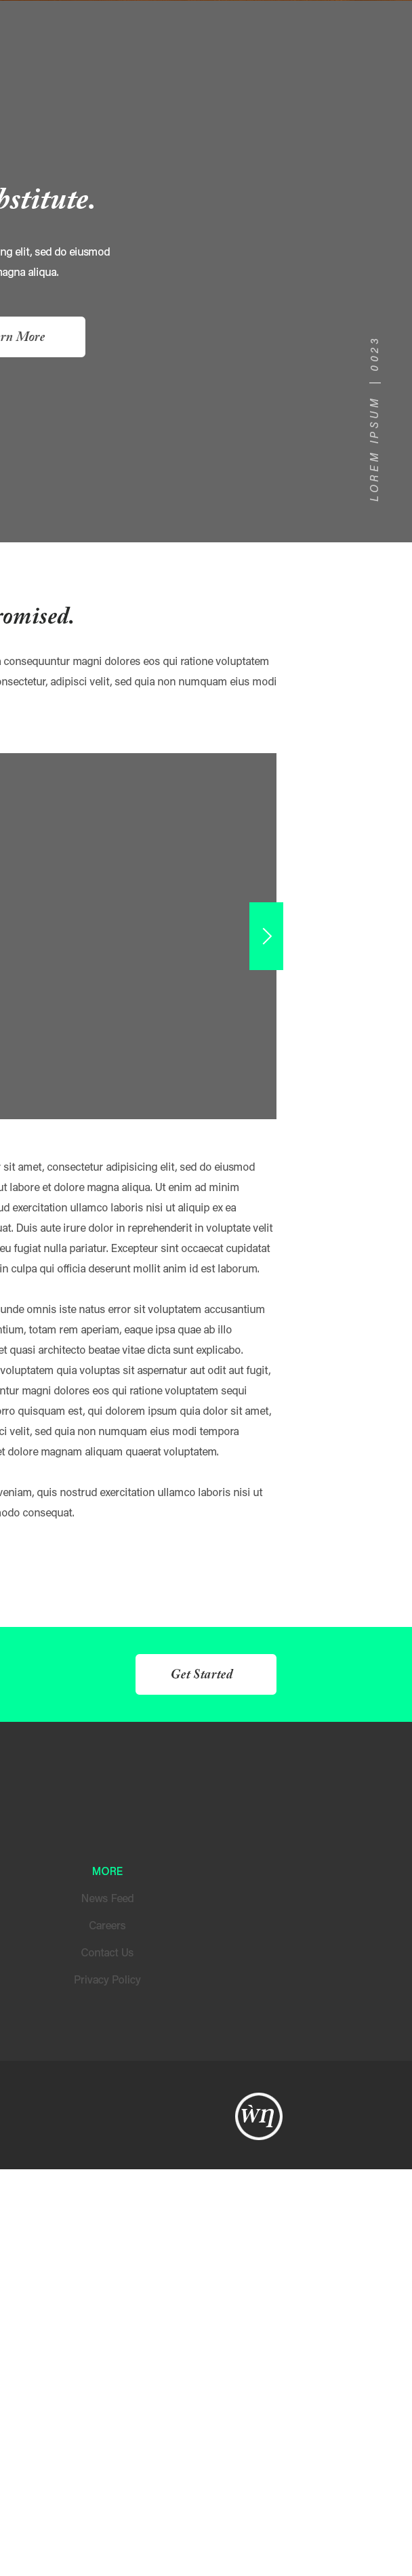 bstitute.
ng elit, sed do eiusmod
magna aliqua.
rn More
LOREM IPSUM | 0023
romised.
consequuntur magni dolores eos qui ratione voluptatem
onsectetur, adipisci velit, sed quia non numquam eius modi
sit amet, consectetur adipisicing elit, sed do eiusmod
ut labore et dolore magna aliqua. Ut enim ad minim
ud exercitation ullamco laboris nisi ut aliquip ex ea
uat. Duis aute irure dolor in reprehenderit in voluptate velit
eu fugiat nulla pariatur. Excepteur sint occaecat cupidatat
in culpa qui officia deserunt mollit anim id est laborum.
unde omnis iste natus error sit voluptatem accusantium
ntium, totam rem aperiam, eaque ipsa quae ab illo
et quasi architecto beatae vitae dicta sunt explicabo.
voluptatem quia voluptas sit aspernatur aut odit aut fugit,
ntur magni dolores eos qui ratione voluptatem sequi
orro quisquam est, qui dolorem ipsum quia dolor sit amet,
ci velit, sed quia non numquam eius modi tempora
et dolore magnam aliquam quaerat voluptatem.
veniam, quis nostrud exercitation ullamco laboris nisi ut
modo consequat.
Get Started
MORE
News Feed
Careers
Contact Us
Privacy Policy
ẁη